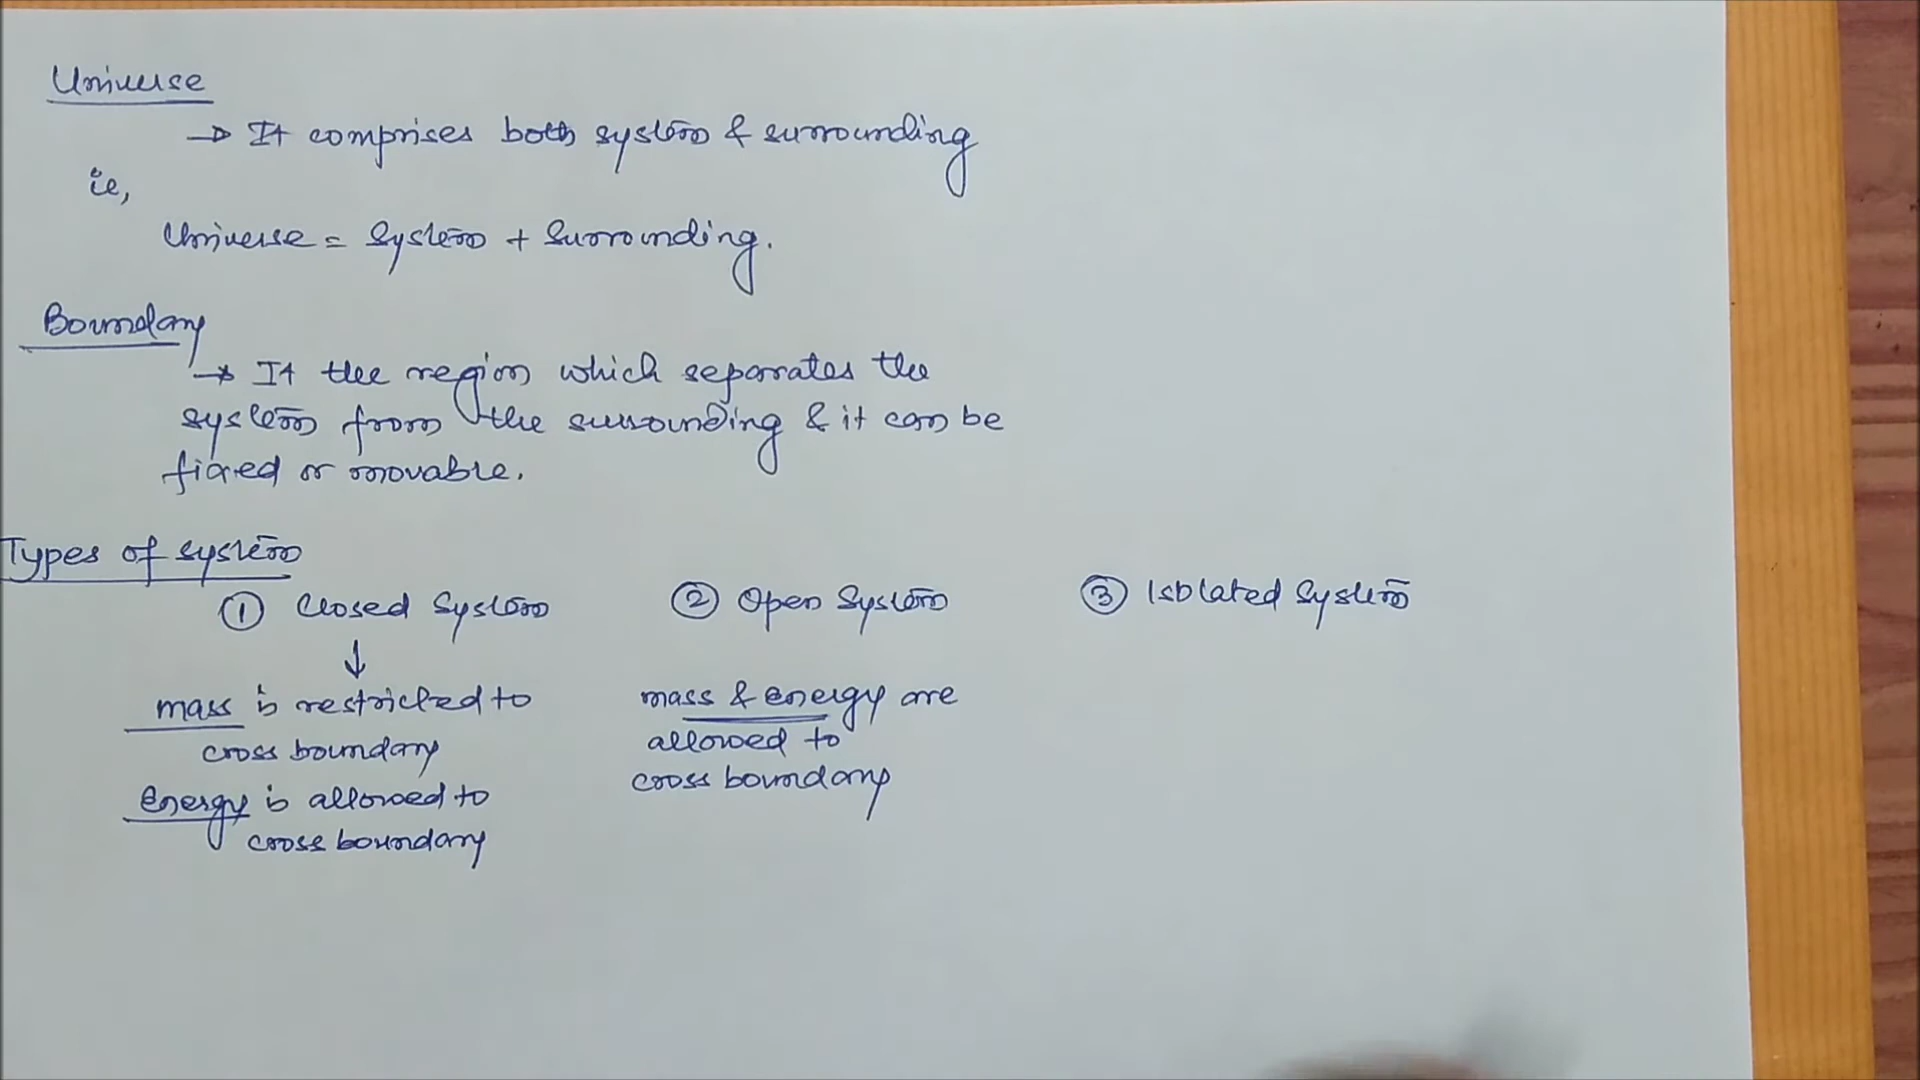 Universe
→ It comprises both system & surrounding
ie,
Universe = System + Surrounding.
Boundary
→ It the region which separates the
system from the surrounding & it can be
fixed or movable.
Types of system
① Closed System ② Open System ③ Isolated System
↓
mass is restricted to mass & energy are
cross boundary allowed to
Energy is allowed to cross boundary
cross boundary